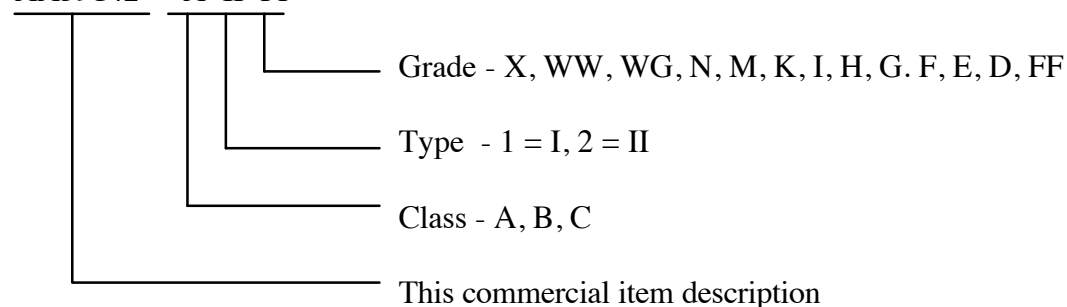 Grade - X, WW, WG, N, M, K, I, H, G. F, E, D, FF
Type - 1 = I, 2 = II
Class - A, B, C
This commercial item description